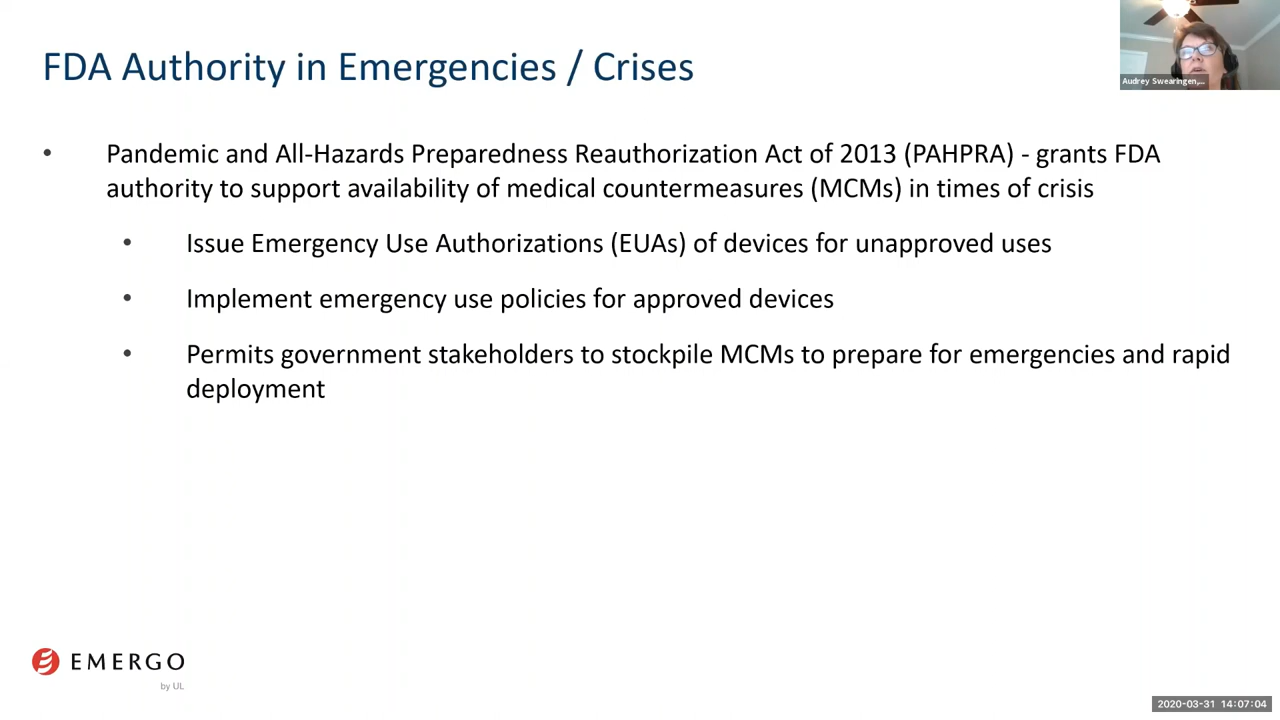 FDA Authority in Emergencies / Crises
Audrey Swearingen,...
• Pandemic and All-Hazards Preparedness Reauthorization Act of 2013 (PAHPRA) - grants FDA
authority to support availability of medical countermeasures (MCMs) in times of crisis
• Issue Emergency Use Authorizations (EUAs) of devices for unapproved uses
• Implement emergency use policies for approved devices
• Permits government stakeholders to stockpile MCMs to prepare for emergencies and rapid
deployment
EMERGO
by UL
2020-03-31 14:07:04